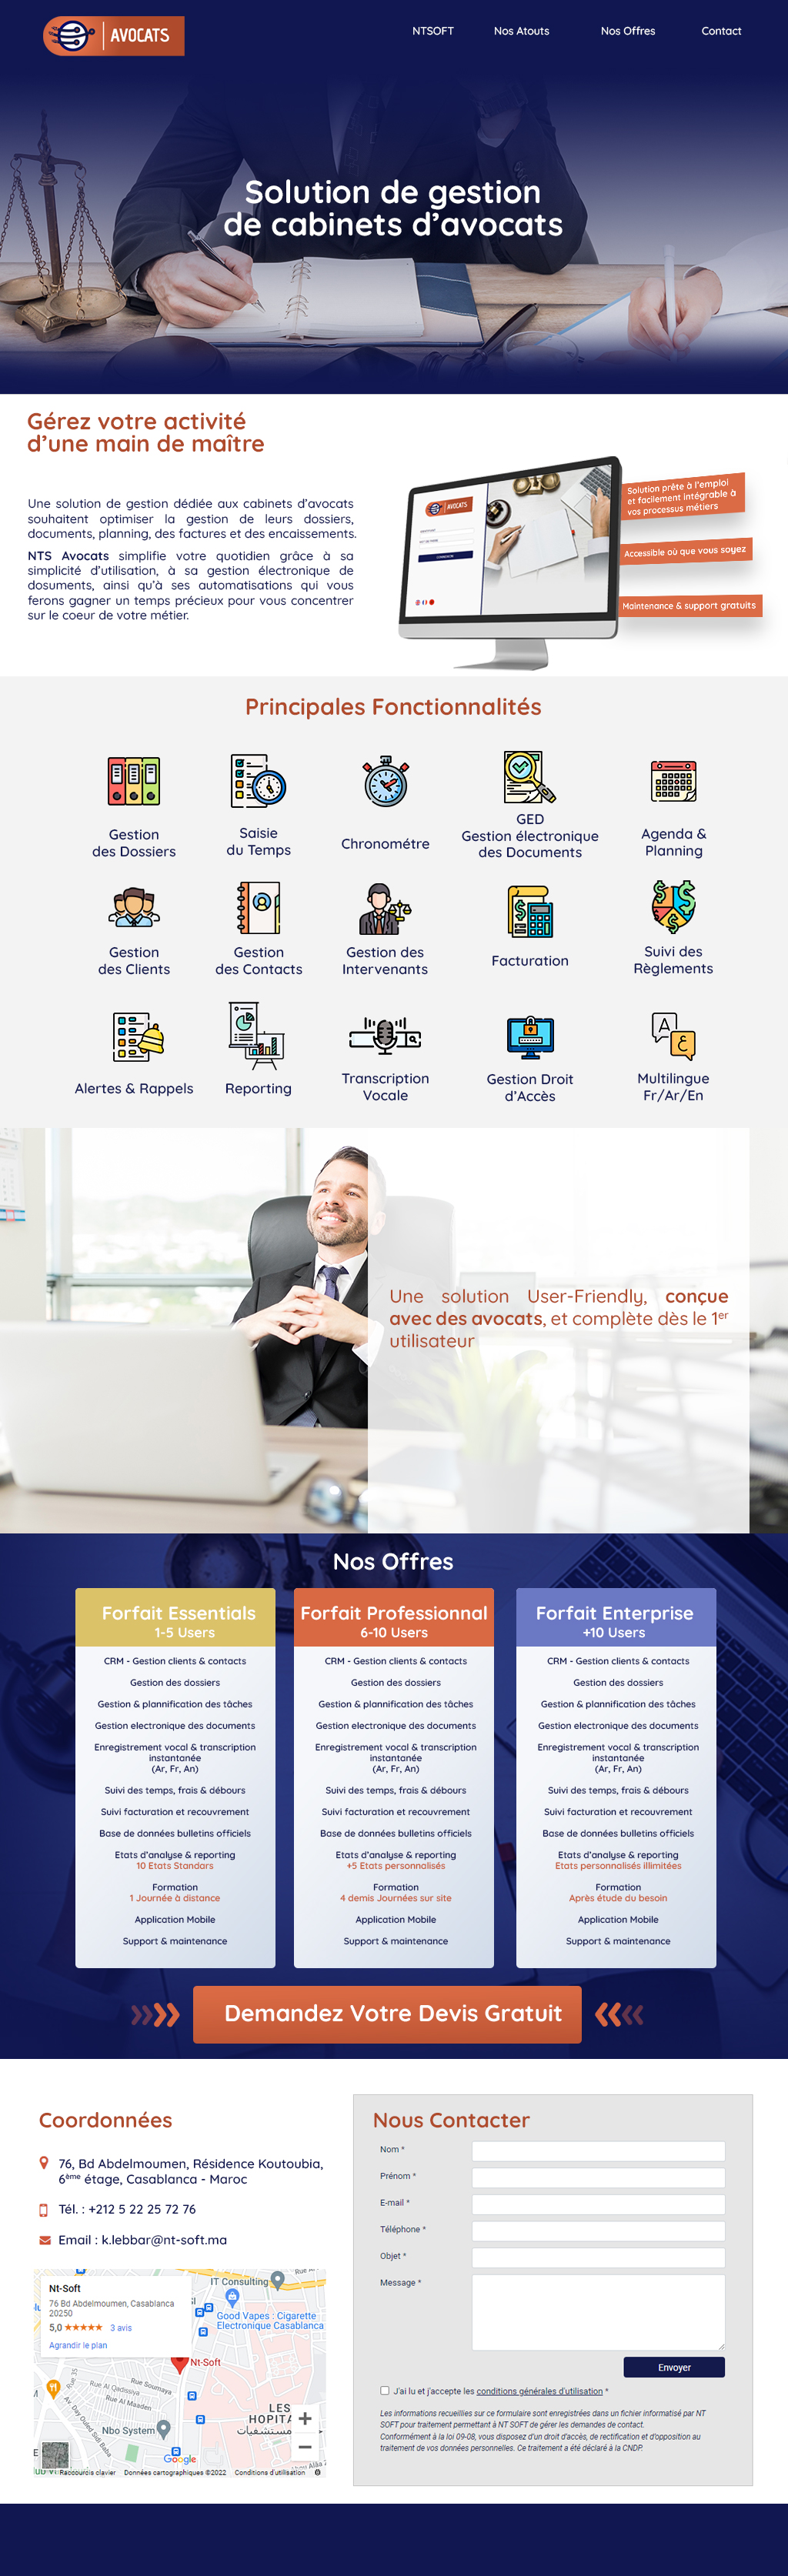 AVOCATS
NTSOFT
Nos Atouts
Nos Offres
Contact
Solution de gestion
de cabinets d’avocats
Gérez votre activité
d’une main de maître
Une solution de gestion dédiée aux cabinets d’avocats
souhaitent optimiser la gestion de leurs dossiers,
documents, planning, des factures et des encaissements.
NTS Avocats simplifie votre quotidien grâce à sa
simplicité d’utilisation, à sa gestion électronique de
dosuments, ainsi qu’à ses automatisations qui vous
ferons gagner un temps précieux pour vous concentrer
sur le coeur de votre métier.
AVOCATS
Solution prête à l’emploi
et facilement intégrable à
vos processus métiers
Accessible où que vous soyez
Maintenance & support gratuits
Principales Fonctionnalités
Gestion
des Dossiers
Saisie
du Temps
Chronométre
GED
Gestion électronique
des Documents
Agenda &
Planning
Gestion
des Clients
Gestion
des Contacts
Gestion des
Intervenants
Facturation
Suivi des
Règlements
Alertes & Rappels
Reporting
Transcription
Vocale
Gestion Droit
d’Accès
Multilingue
Fr/Ar/En
Une solution User-Friendly, conçue
avec des avocats, et complète dès le 1er
utilisateur
Nos Offres
Forfait Essentials
1-5 Users
CRM - Gestion clients & contacts
Gestion des dossiers
Gestion & plannification des tâches
Gestion electronique des documents
Enregistrement vocal & transcription
instantanée
(Ar, Fr, An)
Suivi des temps, frais & débours
Suivi facturation et recouvrement
Base de données bulletins officiels
Etats d’analyse & reporting
10 Etats Standars
Formation
1 Journée à distance
Application Mobile
Support & maintenance
Forfait Professionnal
6-10 Users
CRM - Gestion clients & contacts
Gestion des dossiers
Gestion & plannification des tâches
Gestion electronique des documents
Enregistrement vocal & transcription
instantanée
(Ar, Fr, An)
Suivi des temps, frais & débours
Suivi facturation et recouvrement
Base de données bulletins officiels
Etats d’analyse & reporting
+5 Etats personnalisés
Formation
4 demis Journées sur site
Application Mobile
Support & maintenance
Forfait Enterprise
+10 Users
CRM - Gestion clients & contacts
Gestion des dossiers
Gestion & plannification des tâches
Gestion electronique des documents
Enregistrement vocal & transcription
instantanée
(Ar, Fr, An)
Suivi des temps, frais & débours
Suivi facturation et recouvrement
Base de données bulletins officiels
Etats d’analyse & reporting
Etats personnalisés illimitées
Formation
Après étude du besoin
Application Mobile
Support & maintenance
Demandez Votre Devis Gratuit
Coordonnées
76, Bd Abdelmoumen, Résidence Koutoubia,
6ème étage, Casablanca - Maroc
Tél. : +212 5 22 25 72 76
Email : k.lebbar@nt-soft.ma
Nt-Soft
76 Bd Abdelmoumen, Casablanca
20250
5,0 ★★★★★ 3 avis
Agrandir le plan
IT Consulting
Good Vapes : Cigarette
Electronique Casablanca
Nt-Soft
Rue Soumaya
Rue Al Maaden
Av. Day Ouled Sidi Baba
Nbo System
LES
HOPITA
Google
Raccourcis clavier
Données cartographiques ©2022
Conditions d'utilisation
Nous Contacter
Nom *
Prénom *
E-mail *
Téléphone *
Objet *
Message *
Envoyer
J'ai lu et j'accepte les conditions générales d'utilisation *
Les informations recueillies sur ce formulaire sont enregistrées dans un fichier informatisé par NT
SOFT pour traitement permettant à NT SOFT de gérer les demandes de contact.
Conformément à la loi 09-08, vous disposez d'un droit d'accès, de rectification et d'opposition au
traitement de vos données personnelles. Ce traitement a été déclaré à la CNDP.